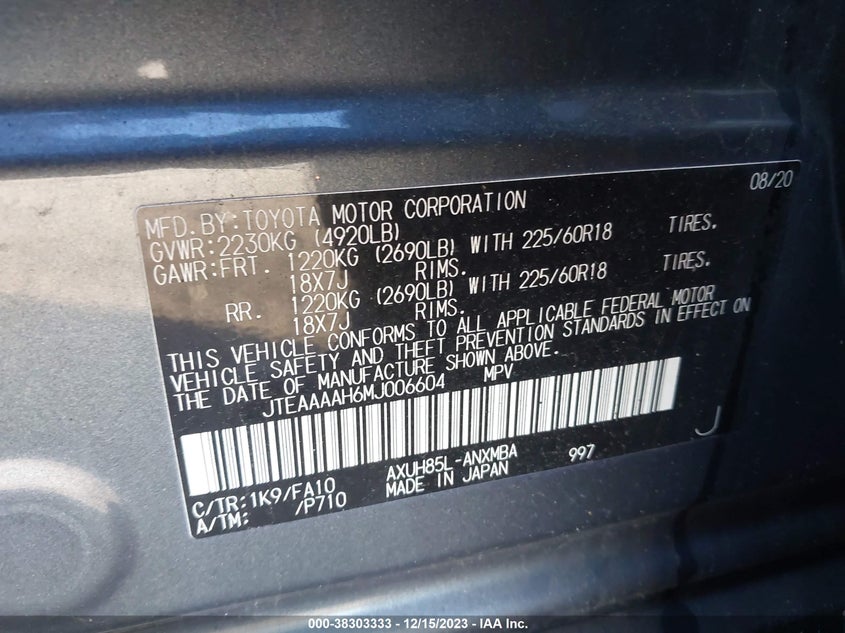 08/20
MFD. BY: TOYOTA MOTOR CORPORATION
GVWR: 2230KG (4920LB)
GAWR: FRT. 1220KG (2690LB) WITH 225/60R18 TIRES.
18X7J RIMS.
RR. 1220KG (2690LB) WITH 225/60R18 TIRES.
18X7J RIMS.
THIS VEHICLE CONFORMS TO ALL APPLICABLE FEDERAL MOTOR
VEHICLE SAFETY AND THEFT PREVENTION STANDARDS IN EFFECT ON
THE DATE OF MANUFACTURE SHOWN ABOVE.
JTEAAAAH6MJ006604 MPV
J
AXUH85L-ANXMBA 997
C/TR: 1K9/FA10 MADE IN JAPAN
A/TM: /P710
000-38303333 - 12/15/2023 - IAA Inc.